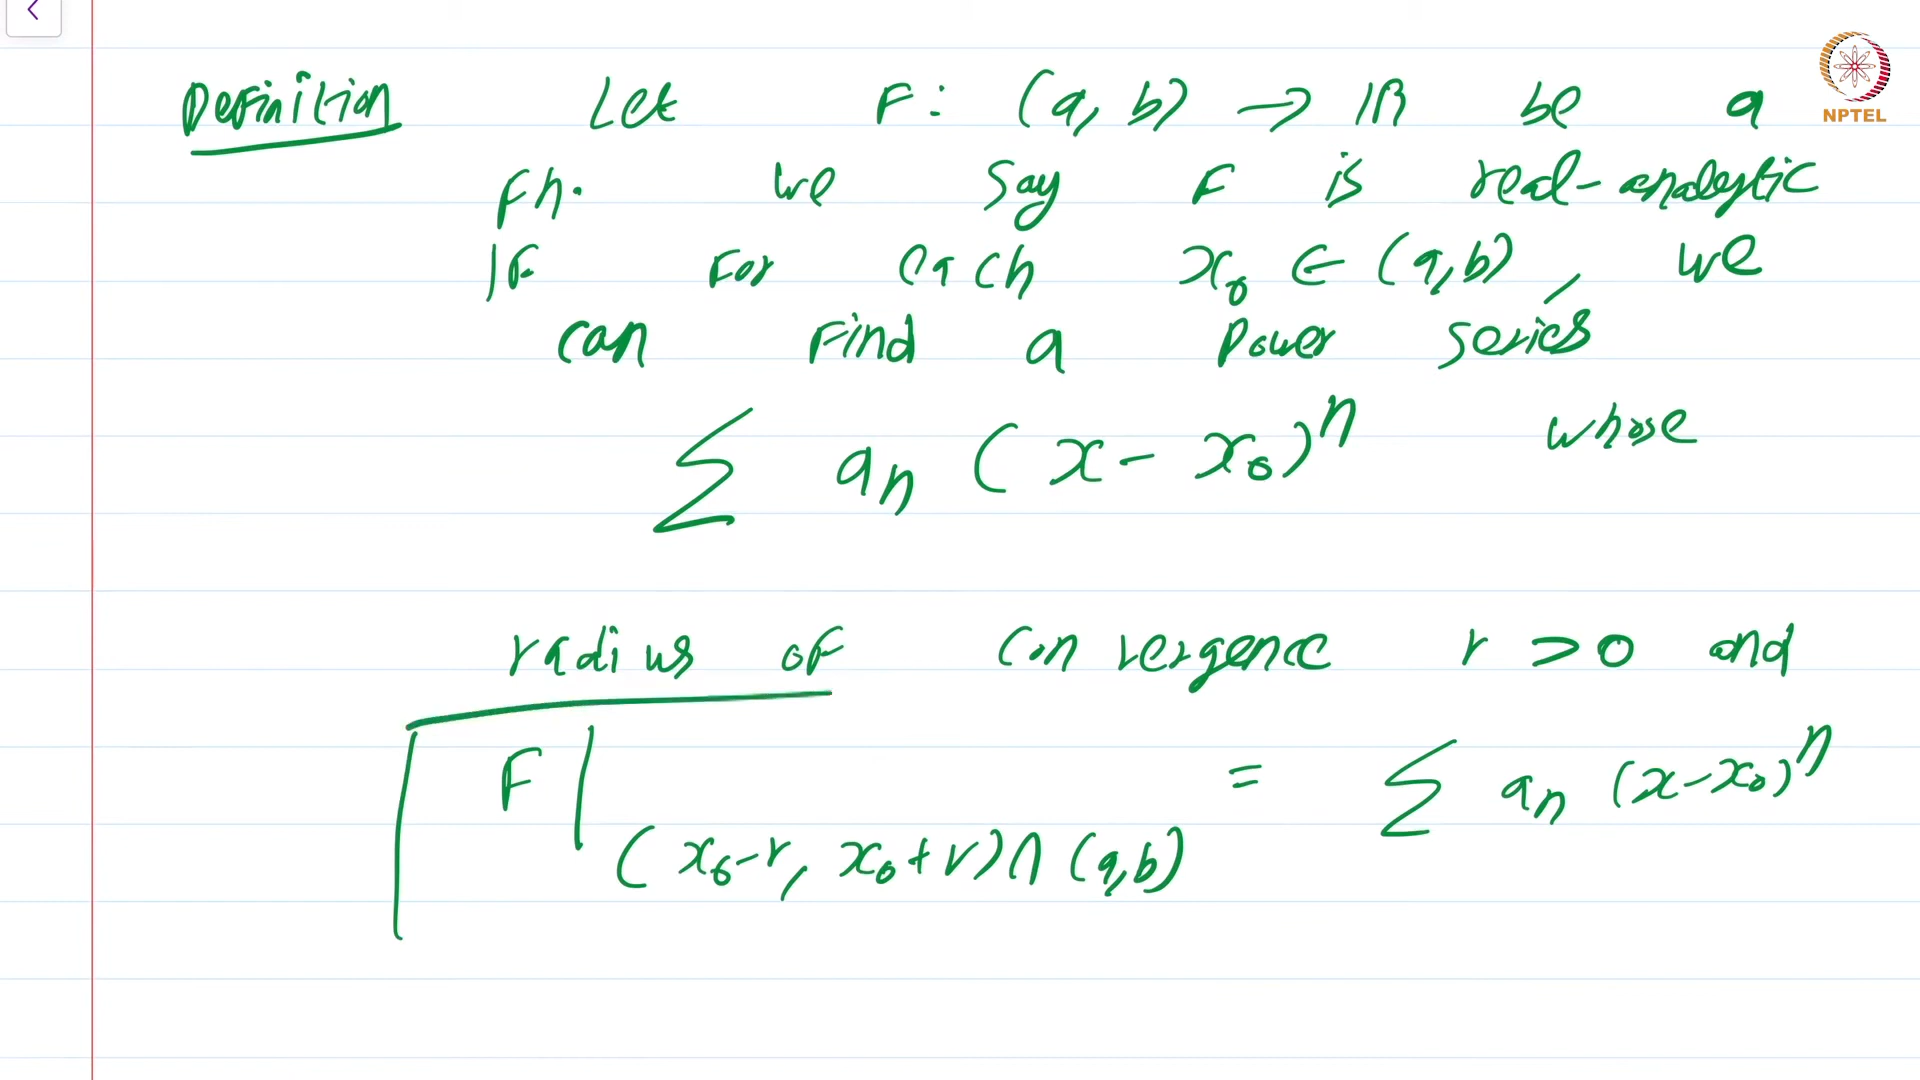 Definition Let F: (a, b) → ℝ be a
Fn. We say F is real-analytic
IF For each x₀ ∈ (a,b), we
can Find a Power series
∑ aₙ (x - x₀)ⁿ whose
radius of convergence r > 0 and
F|₍ₓ₀₋ᵣ, ₓ₀₊ᵣ₎ ∩ (a,b) = ∑ aₙ (x-x₀)ⁿ
NPTEL